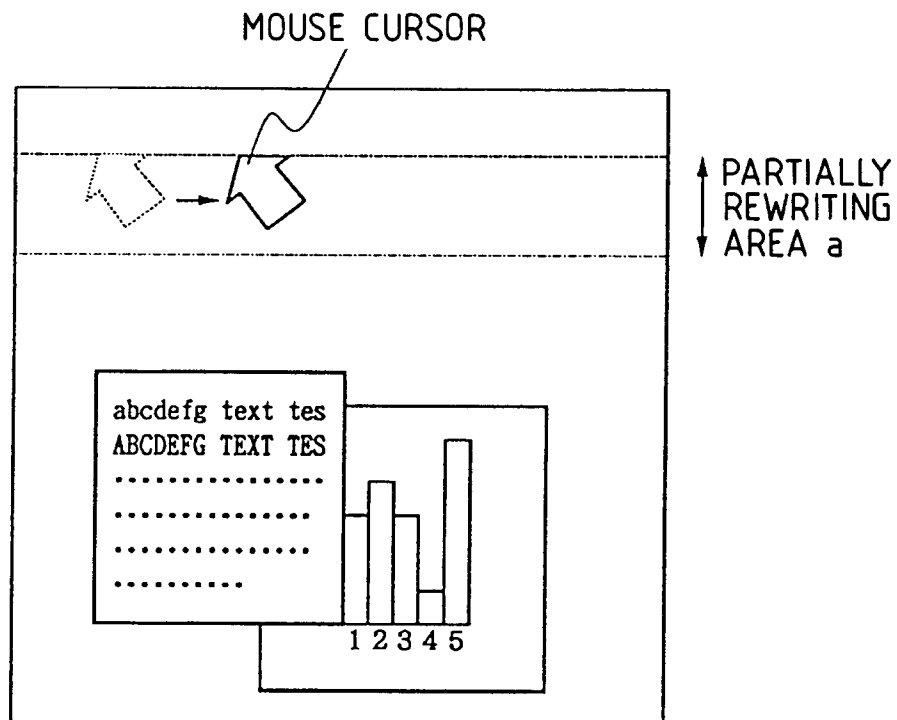 MOUSE CURSOR
PARTIALLY
REWRITING
AREA a
abcdefg text tes
ABCDEFG TEXT TES
1 2 3 4 5